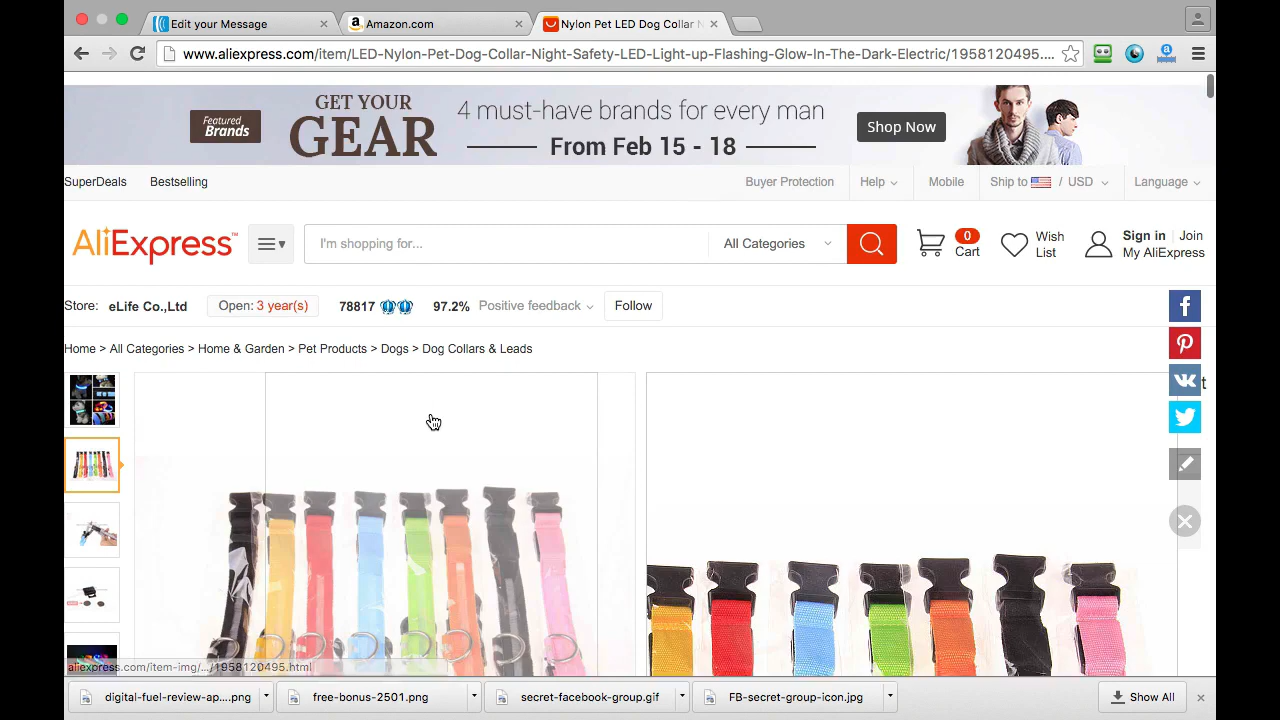 Edit your Message
Amazon.com
Nylon Pet LED Dog Collar N
www.aliexpress.com/item/LED-Nylon-Pet-Dog-Collar-Night-Safety-LED-Light-up-Flashing-Glow-In-The-Dark-Electric/1958120495....
Featured Brands
GET YOUR GEAR
4 must-have brands for every man
From Feb 15 - 18
Shop Now
SuperDeals Bestselling Buyer Protection Help Mobile Ship to / USD Language
AliExpress
I'm shopping for... All Categories
0 Cart
Wish List
Sign in Join
My AliExpress
Store: eLife Co.,Ltd Open: 3 year(s) 78817 97.2% Positive feedback Follow
Home > All Categories > Home & Garden > Pet Products > Dogs > Dog Collars & Leads
t
aliexpress.com/item-img/.../1958120495.html
digital-fuel-review-ap....png free-bonus-2501.png secret-facebook-group.gif FB-secret-group-icon.jpg Show All